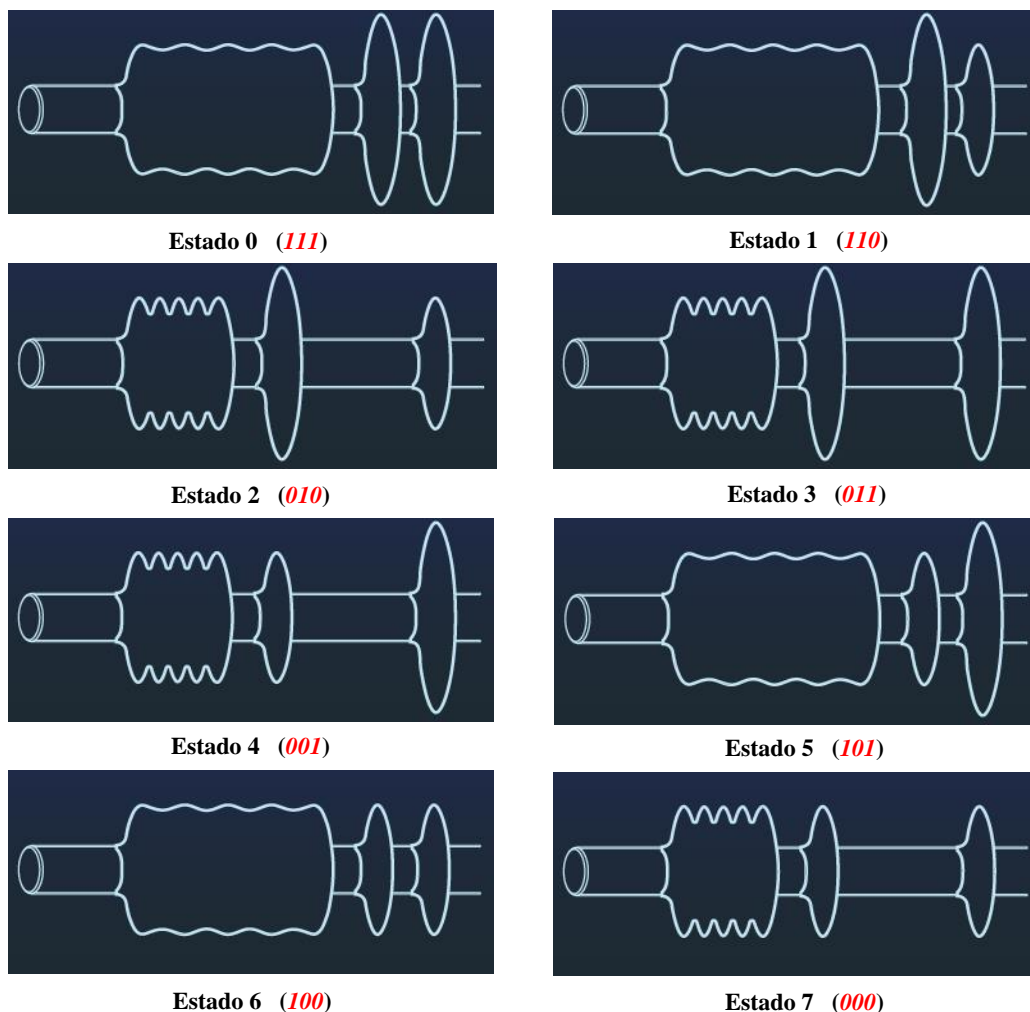 Estado 0 (111)
Estado 1 (110)
Estado 2 (010)
Estado 3 (011)
Estado 4 (001)
Estado 5 (101)
Estado 6 (100)
Estado 7 (000)